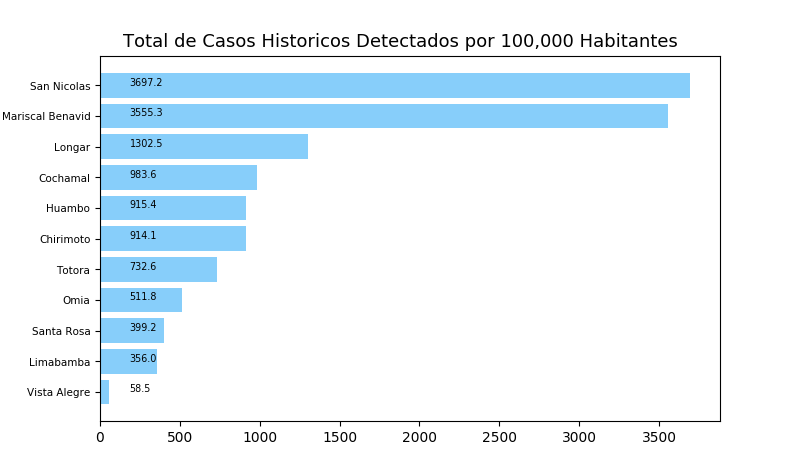 Total de Casos Historicos Detectados por 100,000 Habitantes
San Nicolas 3697.2
Mariscal Benavid 3555.3
Longar 1302.5
Cochamal 983.6
Huambo 915.4
Chirimoto 914.1
Totora 732.6
Omia 511.8
Santa Rosa 399.2
Limabamba 356.0
Vista Alegre 58.5
0 500 1000 1500 2000 2500 3000 3500